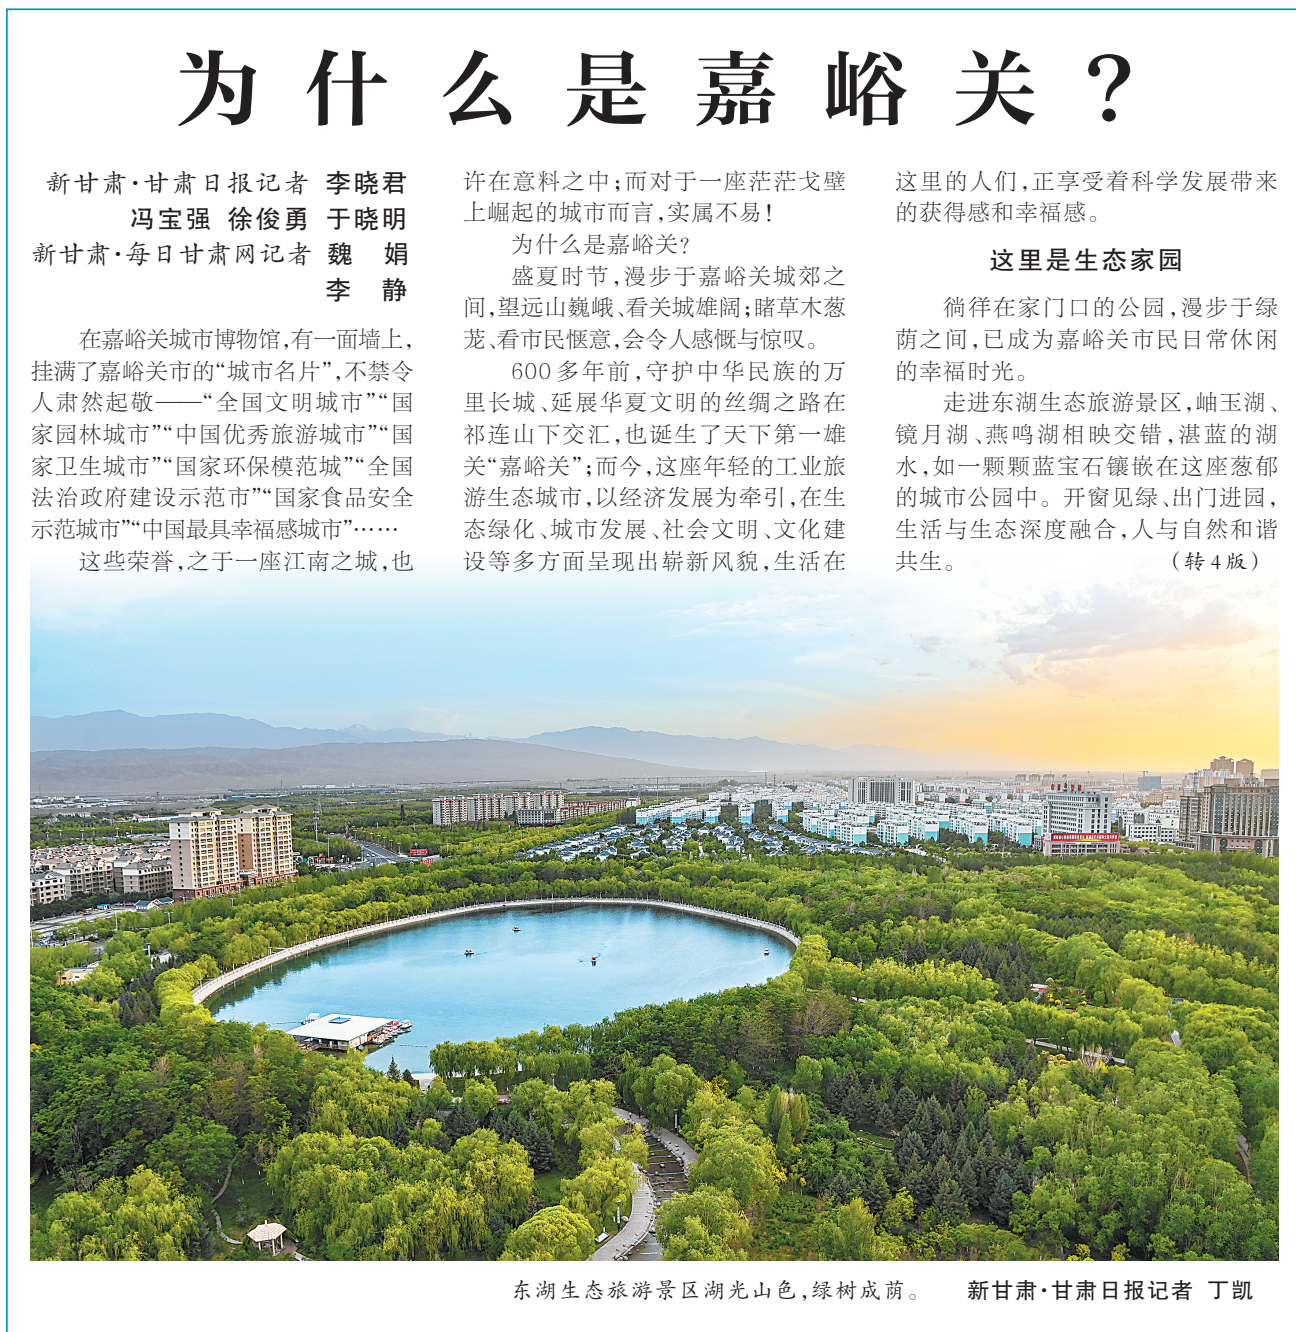 为什么是嘉峪关？
新甘肃·甘肃日报记者 李晓君
冯宝强 徐俊勇 于晓明
新甘肃·每日甘肃网记者 魏 娟
李 静
在嘉峪关城市博物馆，有一面墙上，
挂满了嘉峪关市的“城市名片”，不禁令
人肃然起敬——“全国文明城市”“国
家园林城市”“中国优秀旅游城市”“国
家卫生城市”“国家环保模范城”“全国
法治政府建设示范市”“国家食品安全
示范城市”“中国最具幸福感城市”……
这些荣誉，之于一座江南之城，也
许在意料之中；而对于一座茫茫戈壁
上崛起的城市而言，实属不易！
为什么是嘉峪关？
盛夏时节，漫步于嘉峪关城郊之
间，望远山巍峨、看关城雄阔；睹草木葱
茏、看市民惬意，会令人感慨与惊叹。
600多年前，守护中华民族的万
里长城、延展华夏文明的丝绸之路在
祁连山下交汇，也诞生了天下第一雄
关“嘉峪关”；而今，这座年轻的工业旅
游生态城市，以经济发展为牵引，在生
态绿化、城市发展、社会文明、文化建
设等多方面呈现出崭新风貌，生活在
这里的人们，正享受着科学发展带来
的获得感和幸福感。
这里是生态家园
徜徉在家门口的公园，漫步于绿
荫之间，已成为嘉峪关市民日常休闲
的幸福时光。
走进东湖生态旅游景区，岫玉湖、
镜月湖、燕鸣湖相映交错，湛蓝的湖
水，如一颗颗蓝宝石镶嵌在这座葱郁
的城市公园中。开窗见绿、出门进园，
生活与生态深度融合，人与自然和谐
共生。 （转4版）
东湖生态旅游景区湖光山色，绿树成荫。 新甘肃·甘肃日报记者 丁凯